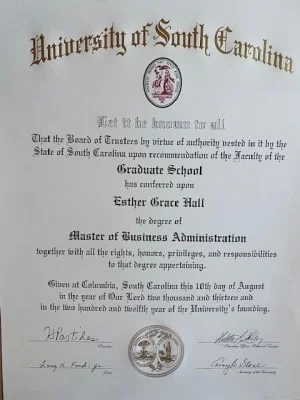 University of South Carolina
Let it be known to all
That the Board of Trustees by virtue of authority vested in it by the
State of South Carolina upon recommendation of the Faculty of the
Graduate School
has conferred upon
Esther Grace Hall
the degree of
Master of Business Administration
together with all the rights, honors, privileges, and responsibilities
to that degree appertaining.
Given at Columbia, South Carolina this 10th day of August
in the year of Our Lord two thousand and thirteen and
in the two hundred and twelfth year of the University's founding.